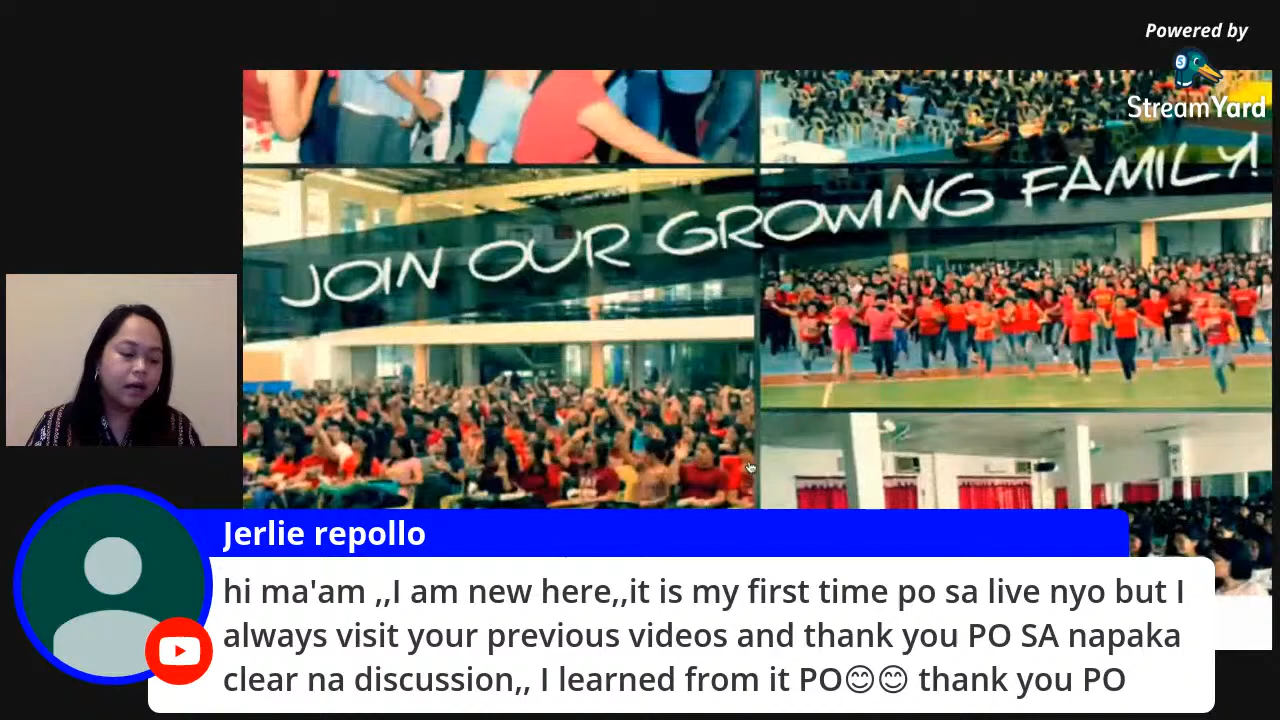 Powered by
StreamYard
JOIN OUR GROWING FAMILY!
Jerlie repollo
hi ma'am ,,I am new here,,it is my first time po sa live nyo but I
always visit your previous videos and thank you PO SA napaka
clear na discussion,, I learned from it PO😊😊 thank you PO